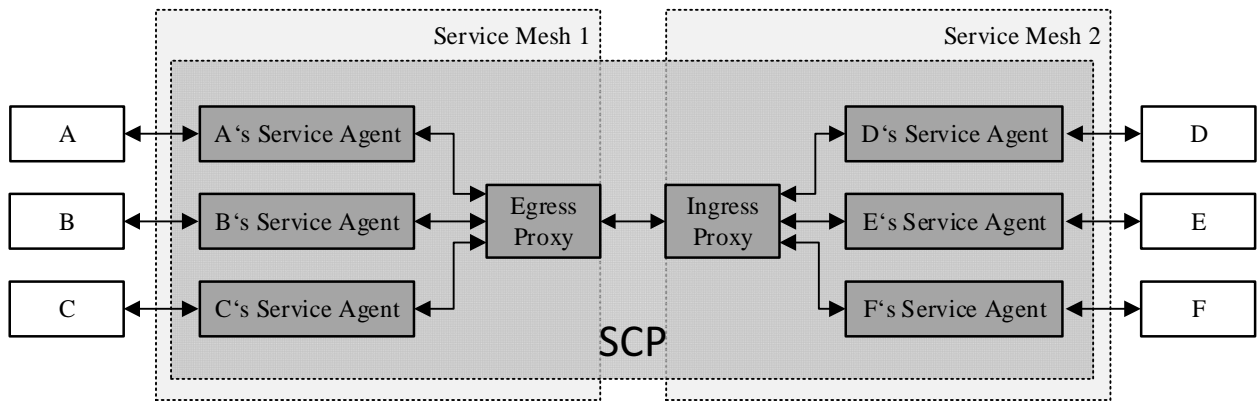 Service Mesh 1
Service Mesh 2
A
A‘s Service Agent
D‘s Service Agent
D
B
B‘s Service Agent
Egress
Proxy
Ingress
Proxy
E‘s Service Agent
E
C
C‘s Service Agent
F‘s Service Agent
F
SCP